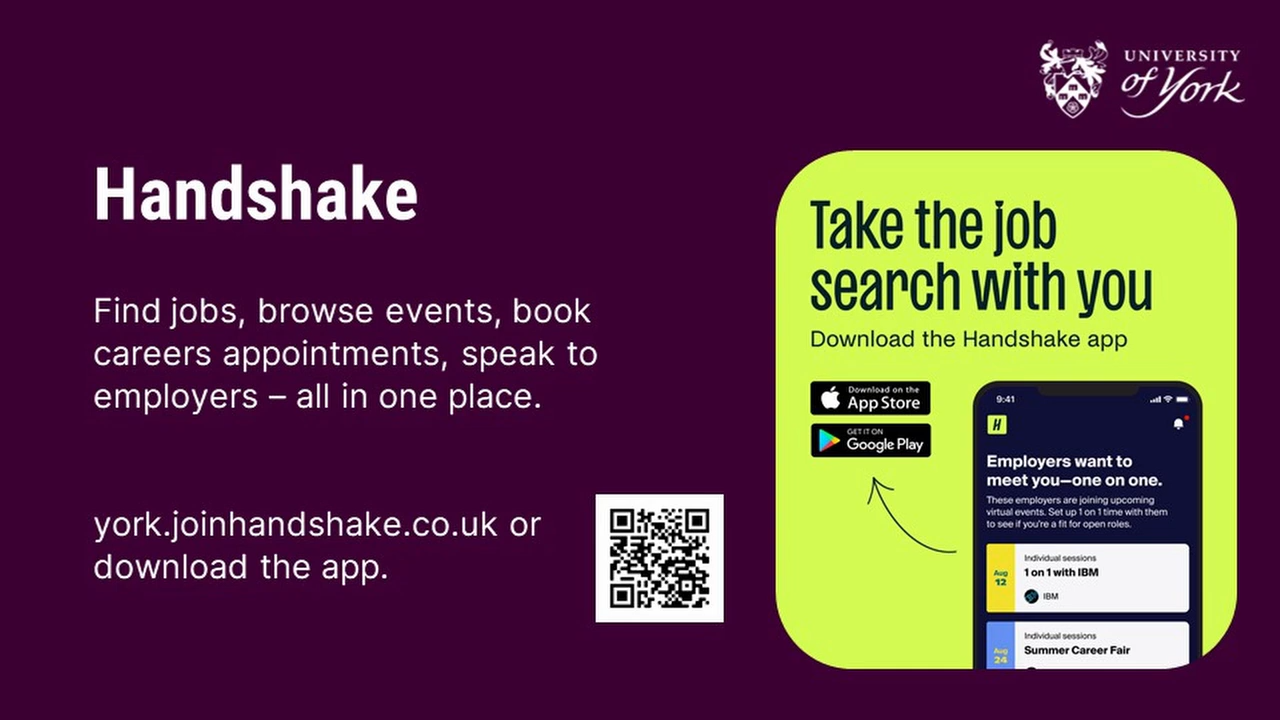 UNIVERSITY
of York
Handshake
Find jobs, browse events, book
careers appointments, speak to
employers – all in one place.
york.joinhandshake.co.uk or
download the app.
Take the job
search with you
Download the Handshake app
Download on the
App Store
GET IT ON
Google Play
9:41
H
Employers want to
meet you—one on one.
These employers are joining upcoming
virtual events. Set up 1 on 1 time with them
to see if you're a fit for open roles.
Aug
12
Individual sessions
1 on 1 with IBM
IBM
Aug
24
Individual sessions
Summer Career Fair